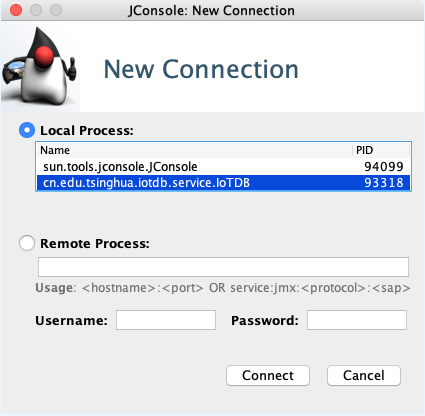 JConsole: New Connection
New Connection
Local Process:
Name PID
sun.tools.jconsole.JConsole 94099
cn.edu.tsinghua.iotdb.service.IoTDB 93318
Remote Process:
Usage: <hostname>:<port> OR service:jmx:<protocol>:<sap>
Username: Password:
Connect Cancel